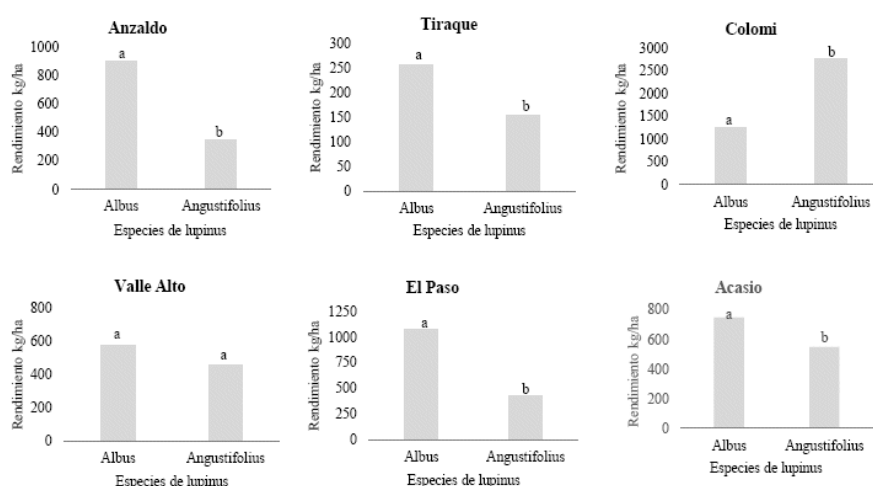 Anzaldo
Rendimiento kg/ha
1000
800
600
400
200
0
a
b
Albus Angustifolius
Especies de lupinus
Tiraque
Rendimiento kg/ha
300
250
200
150
100
50
0
a
b
Albus Angustifolius
Especies de lupinus
Colomi
Rendimiento kg/ha
3000
2500
2000
1500
1000
500
0
a
b
Albus Angustifolius
Especies de lupinus
Valle Alto
Rendimiento kg/ha
800
600
400
200
0
a
a
Albus Angustifolius
Especies de lupinus
El Paso
Rendimiento kg/ha
1250
1000
750
500
250
0
a
b
Albus Angustifolius
Especies de lupinus
Acasio
Rendimiento kg/ha
800
600
400
200
0
a
b
Albus Angustifolius
Especies de lupinus